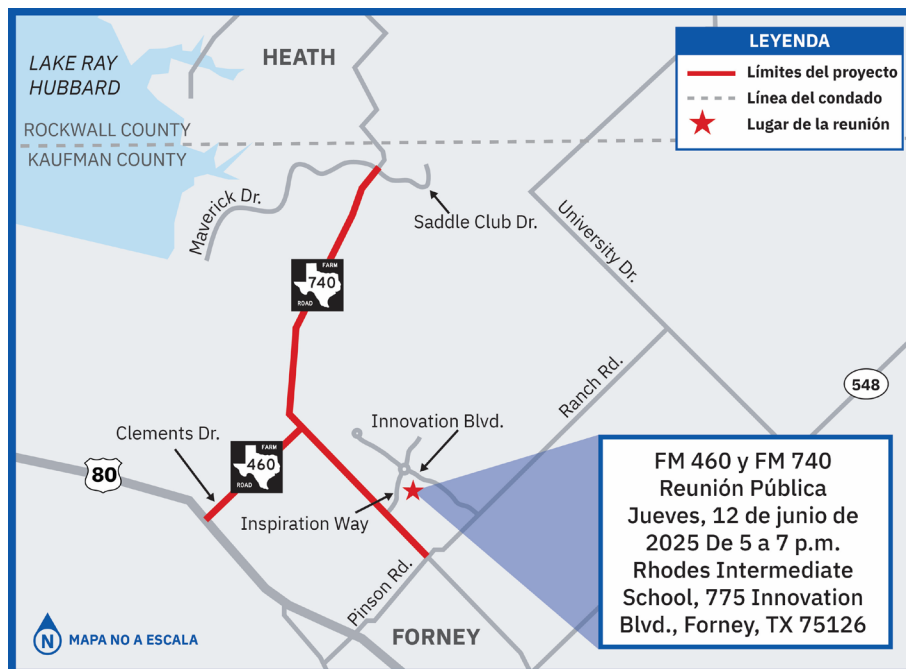 HEATH
LAKE RAY
HUBBARD
ROCKWALL COUNTY
KAUFMAN COUNTY
LEYENDA
Límites del proyecto
Línea del condado
Lugar de la reunión
Maverick Dr.
Saddle Club Dr.
University Dr.
FARM
740
ROAD
Ranch Rd.
548
Clements Dr.
Innovation Blvd.
FARM
460
ROAD
80
Inspiration Way
Pinson Rd.
FORNEY
FM 460 y FM 740
Reunión Pública
Jueves, 12 de junio de
2025 De 5 a 7 p.m.
Rhodes Intermediate
School, 775 Innovation
Blvd., Forney, TX 75126
N
MAPA NO A ESCALA